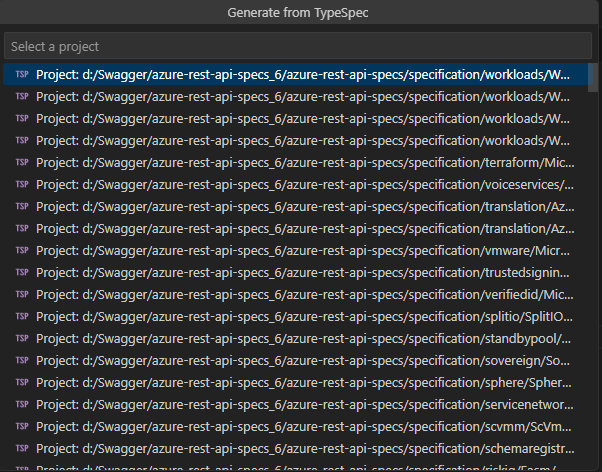 Generate from TypeSpec
Select a project
TSP Project: d:/Swagger/azure-rest-api-specs_6/azure-rest-api-specs/specification/workloads/W...
TSP Project: d:/Swagger/azure-rest-api-specs_6/azure-rest-api-specs/specification/workloads/W...
TSP Project: d:/Swagger/azure-rest-api-specs_6/azure-rest-api-specs/specification/workloads/W...
TSP Project: d:/Swagger/azure-rest-api-specs_6/azure-rest-api-specs/specification/workloads/W...
TSP Project: d:/Swagger/azure-rest-api-specs_6/azure-rest-api-specs/specification/terraform/Mic...
TSP Project: d:/Swagger/azure-rest-api-specs_6/azure-rest-api-specs/specification/voiceservices/...
TSP Project: d:/Swagger/azure-rest-api-specs_6/azure-rest-api-specs/specification/translation/Az...
TSP Project: d:/Swagger/azure-rest-api-specs_6/azure-rest-api-specs/specification/translation/Az...
TSP Project: d:/Swagger/azure-rest-api-specs_6/azure-rest-api-specs/specification/vmware/Micr...
TSP Project: d:/Swagger/azure-rest-api-specs_6/azure-rest-api-specs/specification/trustedsignin...
TSP Project: d:/Swagger/azure-rest-api-specs_6/azure-rest-api-specs/specification/verifiedid/Mic...
TSP Project: d:/Swagger/azure-rest-api-specs_6/azure-rest-api-specs/specification/splitio/SplitIO...
TSP Project: d:/Swagger/azure-rest-api-specs_6/azure-rest-api-specs/specification/standbypool/...
TSP Project: d:/Swagger/azure-rest-api-specs_6/azure-rest-api-specs/specification/sovereign/So...
TSP Project: d:/Swagger/azure-rest-api-specs_6/azure-rest-api-specs/specification/sphere/Spher...
TSP Project: d:/Swagger/azure-rest-api-specs_6/azure-rest-api-specs/specification/servicenetwor...
TSP Project: d:/Swagger/azure-rest-api-specs_6/azure-rest-api-specs/specification/scvmm/ScVm...
TSP Project: d:/Swagger/azure-rest-api-specs_6/azure-rest-api-specs/specification/schemaregistr...